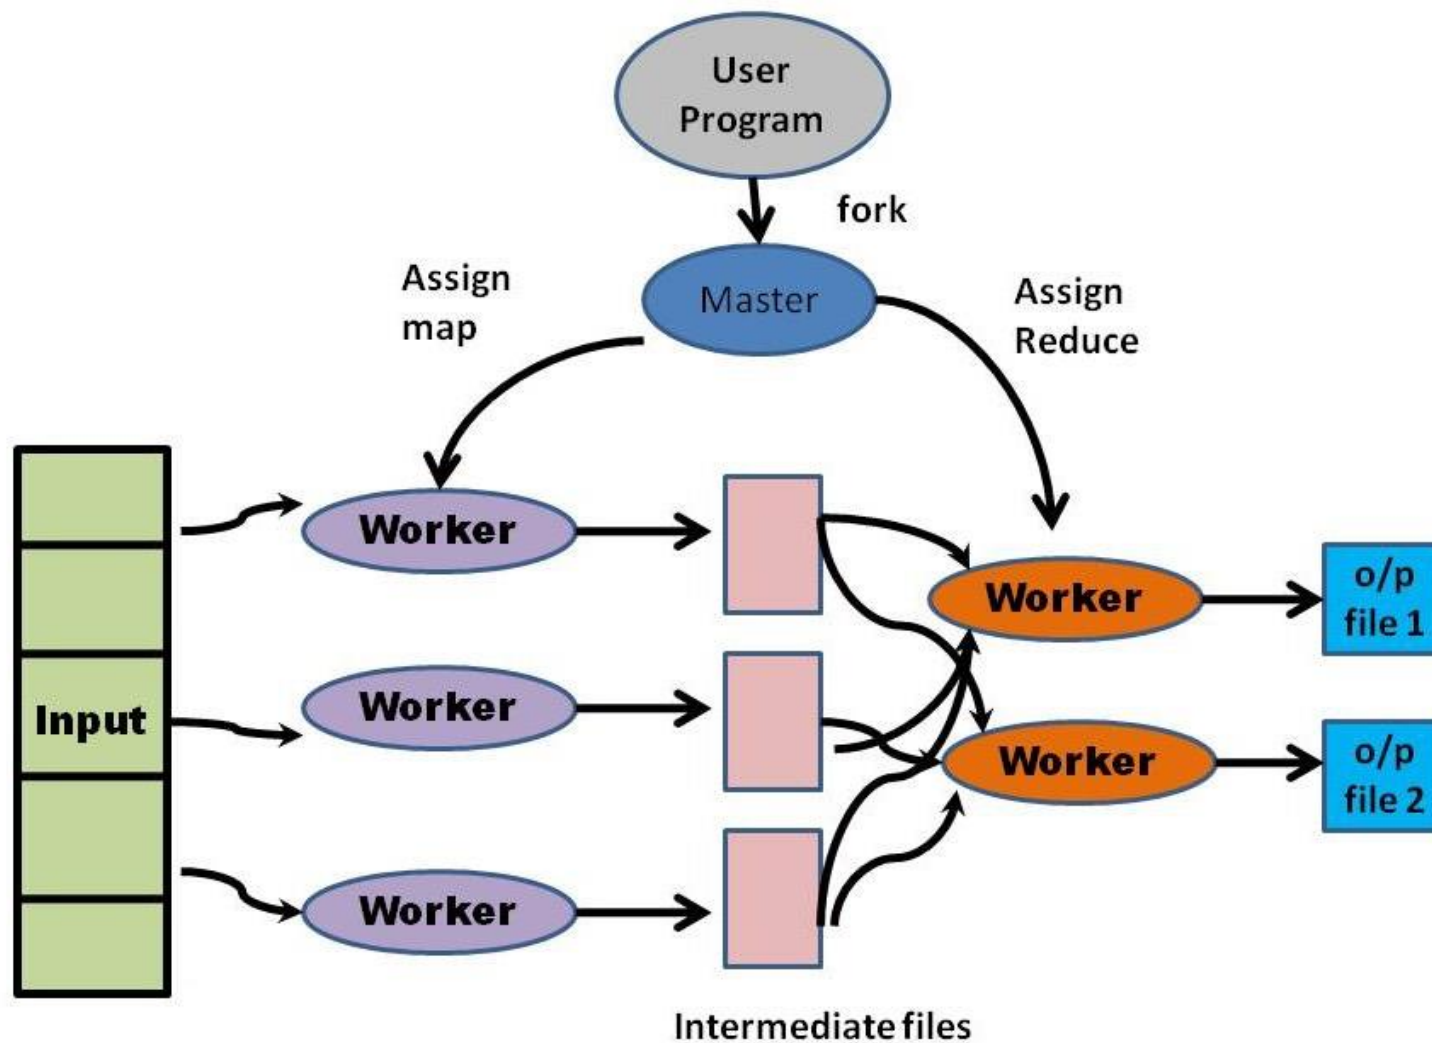 User
Program
fork
Master
Assign
map
Assign
Reduce
Worker
Worker
o/p
file 1
Input
Worker
Worker
o/p
file 2
Worker
Intermediate files